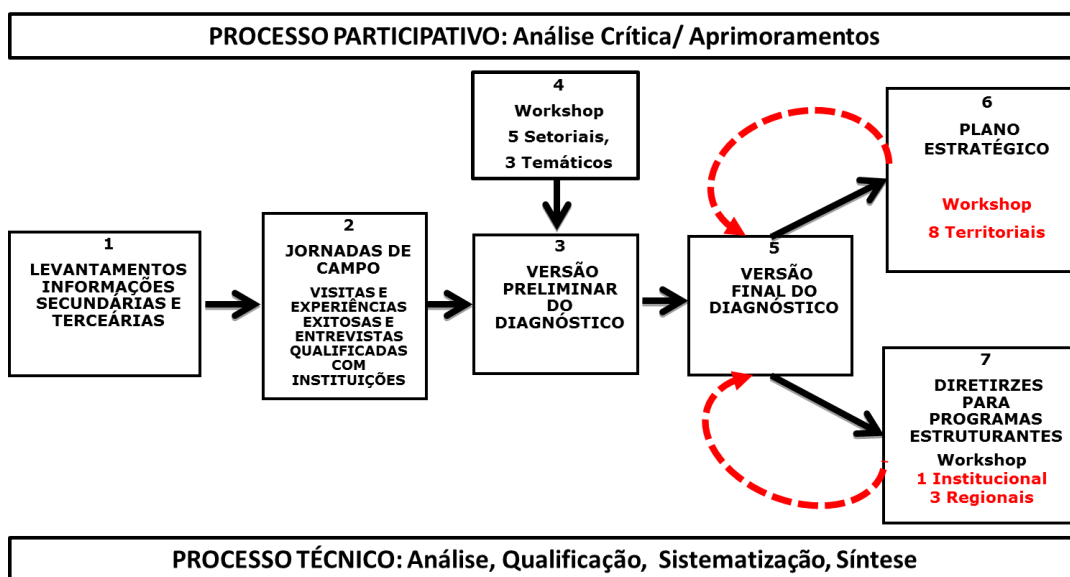 PROCESSO PARTICIPATIVO: Análise Crítica/ Aprimoramentos
1
LEVANTAMENTOS
INFORMAÇÕES
SECUNDÁRIAS E
TERCEÁRIAS
2
JORNADAS DE
CAMPO
VISITAS E
EXPERIÊNCIAS
EXITOSAS E
ENTREVISTAS
QUALIFICADAS
COM
INSTITUIÇÕES
4
Workshop
5 Setoriais,
3 Temáticos
3
VERSÃO
PRELIMINAR
DO
DIAGNÓSTICO
5
VERSÃO
FINAL DO
DIAGNÓSTICO
6
PLANO
ESTRATÉGICO
Workshop
8 Territoriais
7
DIRETIRZES
PARA
PROGRAMAS
ESTRUTURANTES
Workshop
1 Institucional
3 Regionais
PROCESSO TÉCNICO: Análise, Qualificação, Sistematização, Síntese